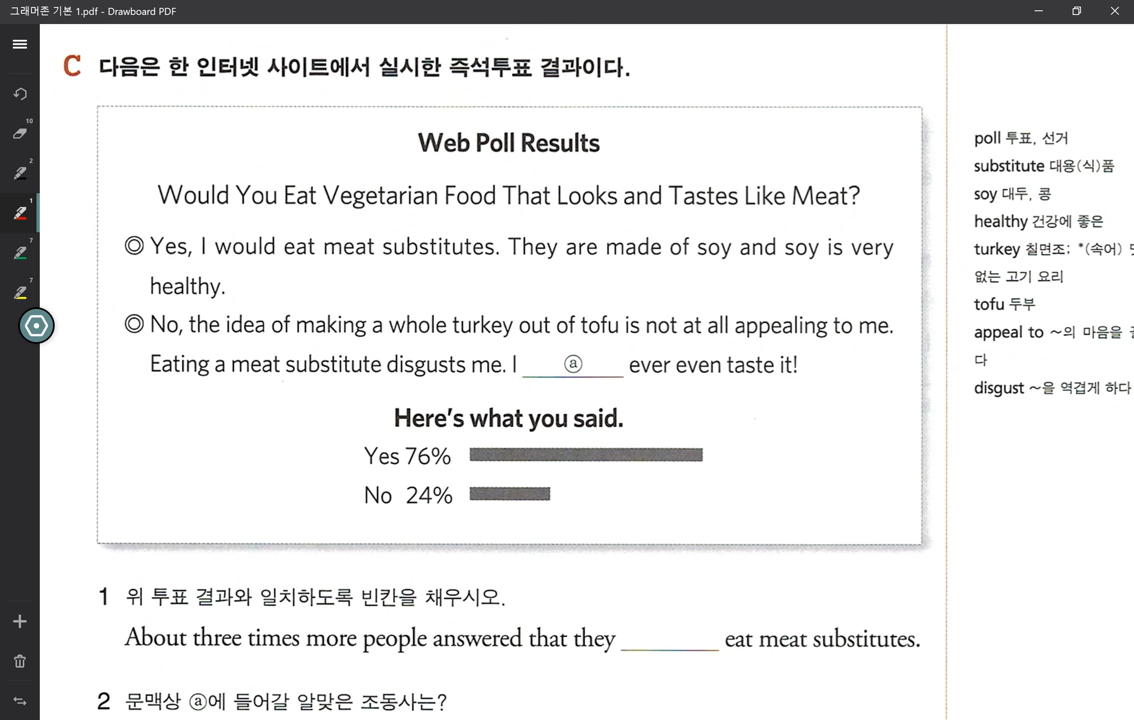 그래머존 기본 1.pdf - Drawboard PDF
C 다음은 한 인터넷 사이트에서 실시한 즉석투표 결과이다.
Web Poll Results
Would You Eat Vegetarian Food That Looks and Tastes Like Meat?
◎ Yes, I would eat meat substitutes. They are made of soy and soy is very
healthy.
◎ No, the idea of making a whole turkey out of tofu is not at all appealing to me.
Eating a meat substitute disgusts me. I ⓐ ever even taste it!
Here's what you said.
Yes 76%
No 24%
1 위 투표 결과와 일치하도록 빈칸을 채우시오.
About three times more people answered that they ______ eat meat substitutes.
2 문맥상 ⓐ에 들어갈 알맞은 조동사는?
poll 투표, 선거
substitute 대용(식)품
soy 대두, 콩
healthy 건강에 좋은
turkey 칠면조; *(속어)
없는 고기 요리
tofu 두부
appeal to ~의 마음을
다
disgust ~을 역겹게 하다
10
2
1
7
7